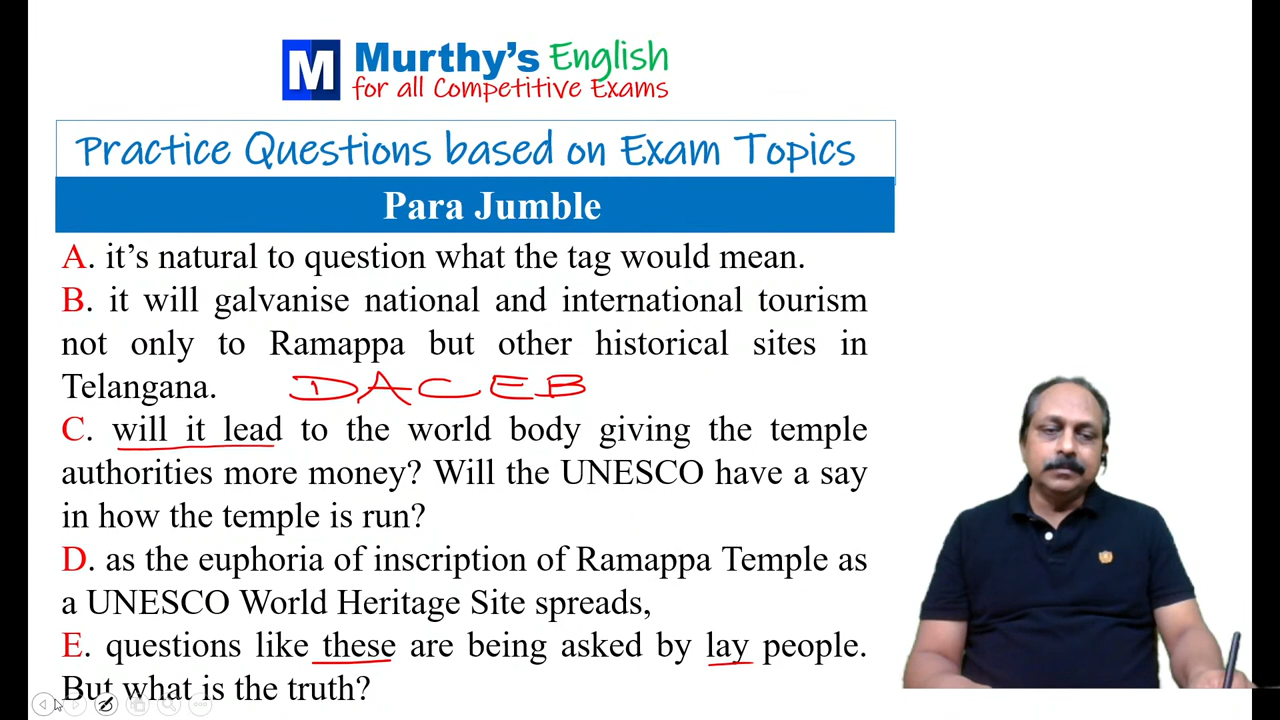 M Murthy’s English
for all Competitive Exams
Practice Questions based on Exam Topics
Para Jumble
A. it’s natural to question what the tag would mean.
B. it will galvanise national and international tourism
not only to Ramappa but other historical sites in
Telangana. DACEB
C. will it lead to the world body giving the temple
authorities more money? Will the UNESCO have a say
in how the temple is run?
D. as the euphoria of inscription of Ramappa Temple as
a UNESCO World Heritage Site spreads,
E. questions like these are being asked by lay people.
But what is the truth?